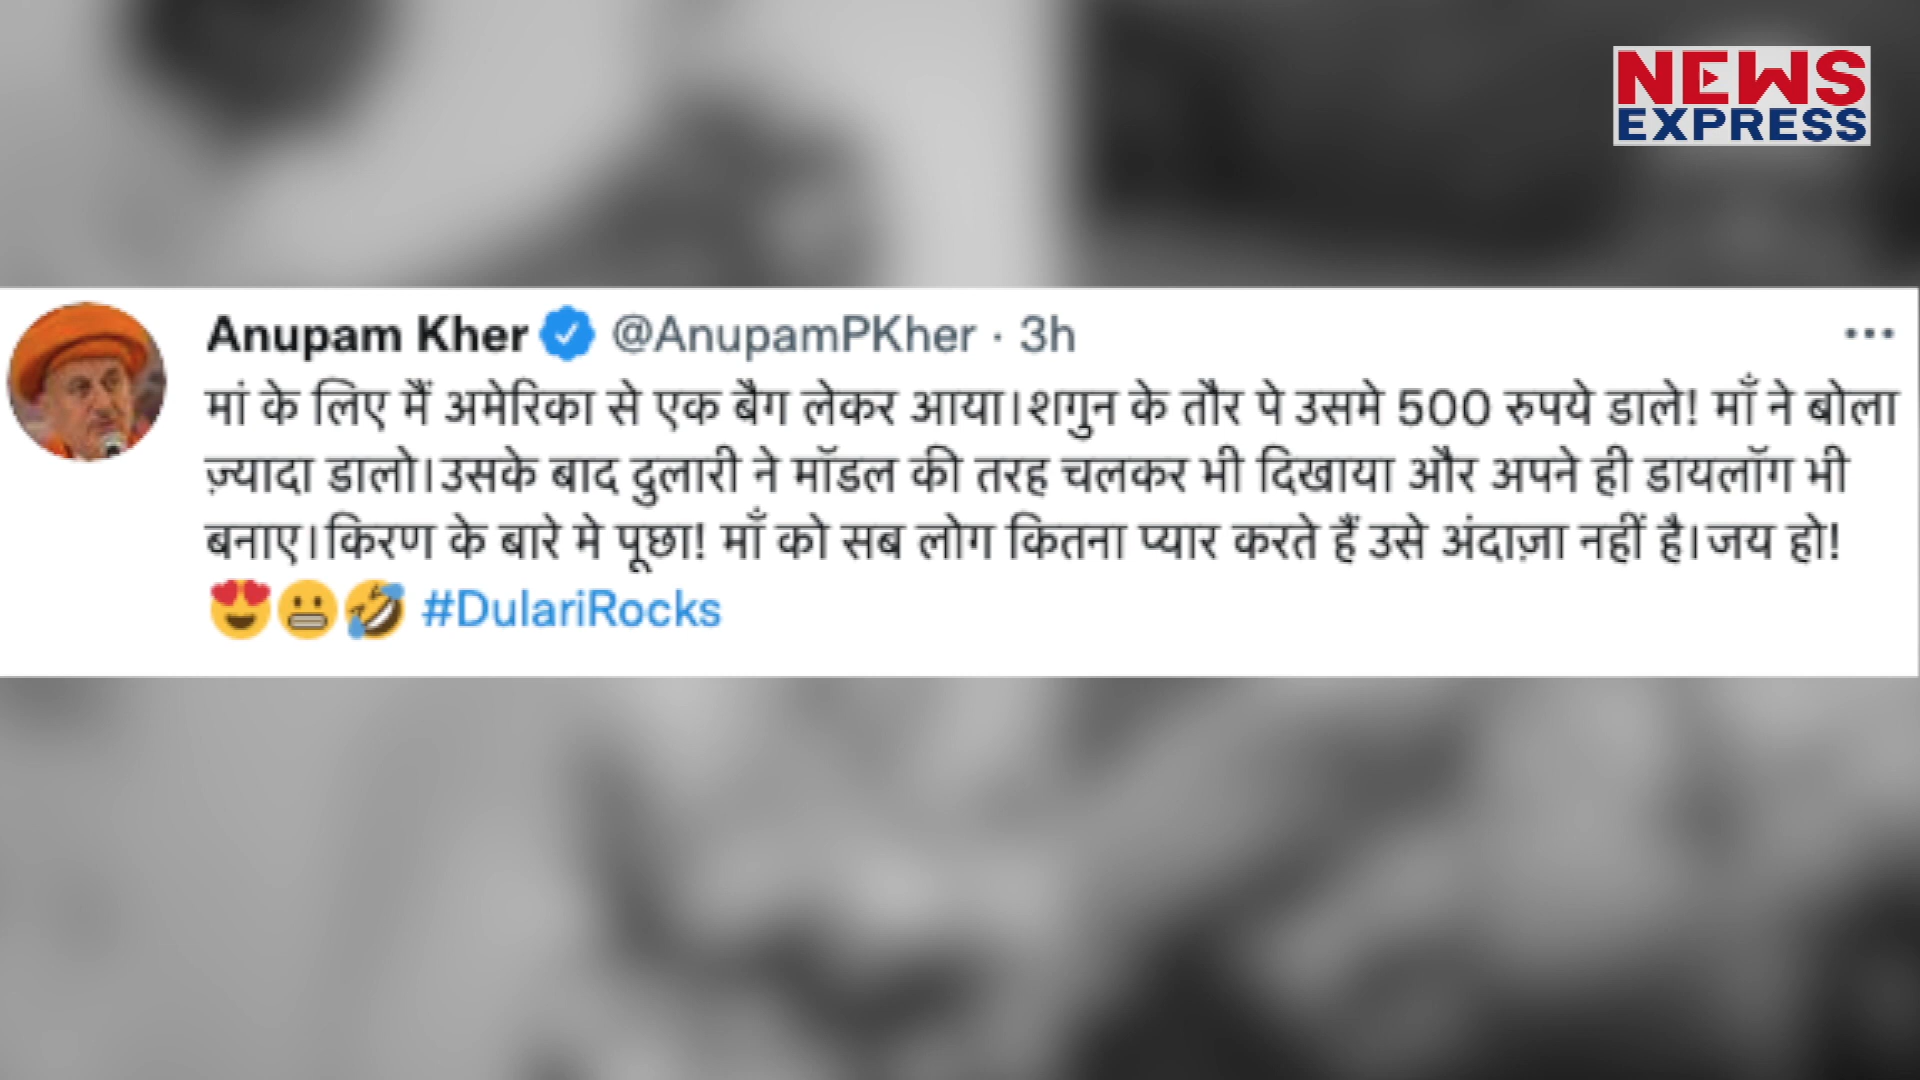 NEWS
EXPRESS
Anupam Kher @AnupamPKher · 3h
मां के लिए मैं अमेरिका से एक बैग लेकर आया।शगुन के तौर पे उसमे 500 रुपये डाले! माँ ने बोला
ज़्यादा डालो।उसके बाद दुलारी ने मॉडल की तरह चलकर भी दिखाया और अपने ही डायलॉग भी
बनाए।किरण के बारे मे पूछा! माँ को सब लोग कितना प्यार करते हैं उसे अंदाज़ा नहीं है।जय हो!
😍😬🤣 #DulariRocks